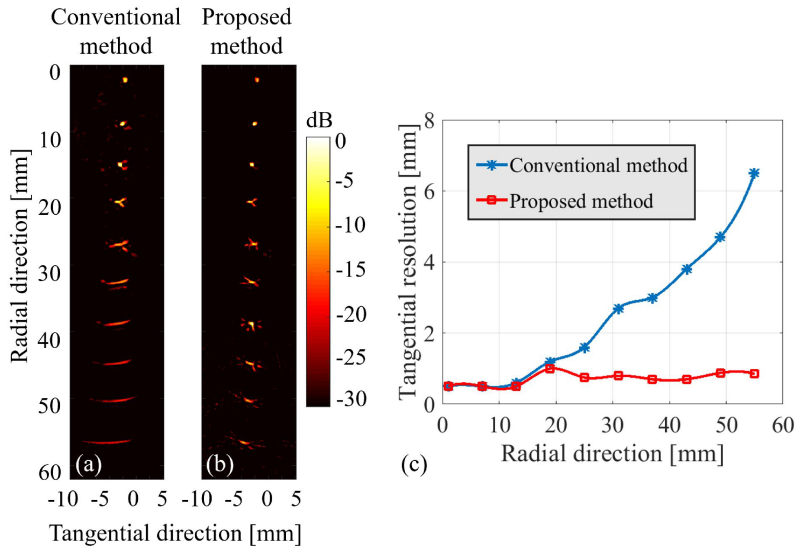 Conventional method
Proposed method
0
10
20
30
40
50
60
Radial direction [mm]
(a)
(b)
-10 -5 0 5
-10 -5 0 5
Tangential direction [mm]
dB
0
-5
-10
-15
-20
-25
-30
8
6
4
2
0
Tangential resolution [mm]
Conventional method
Proposed method
0 10 20 30 40 50 60
Radial direction [mm]
(c)